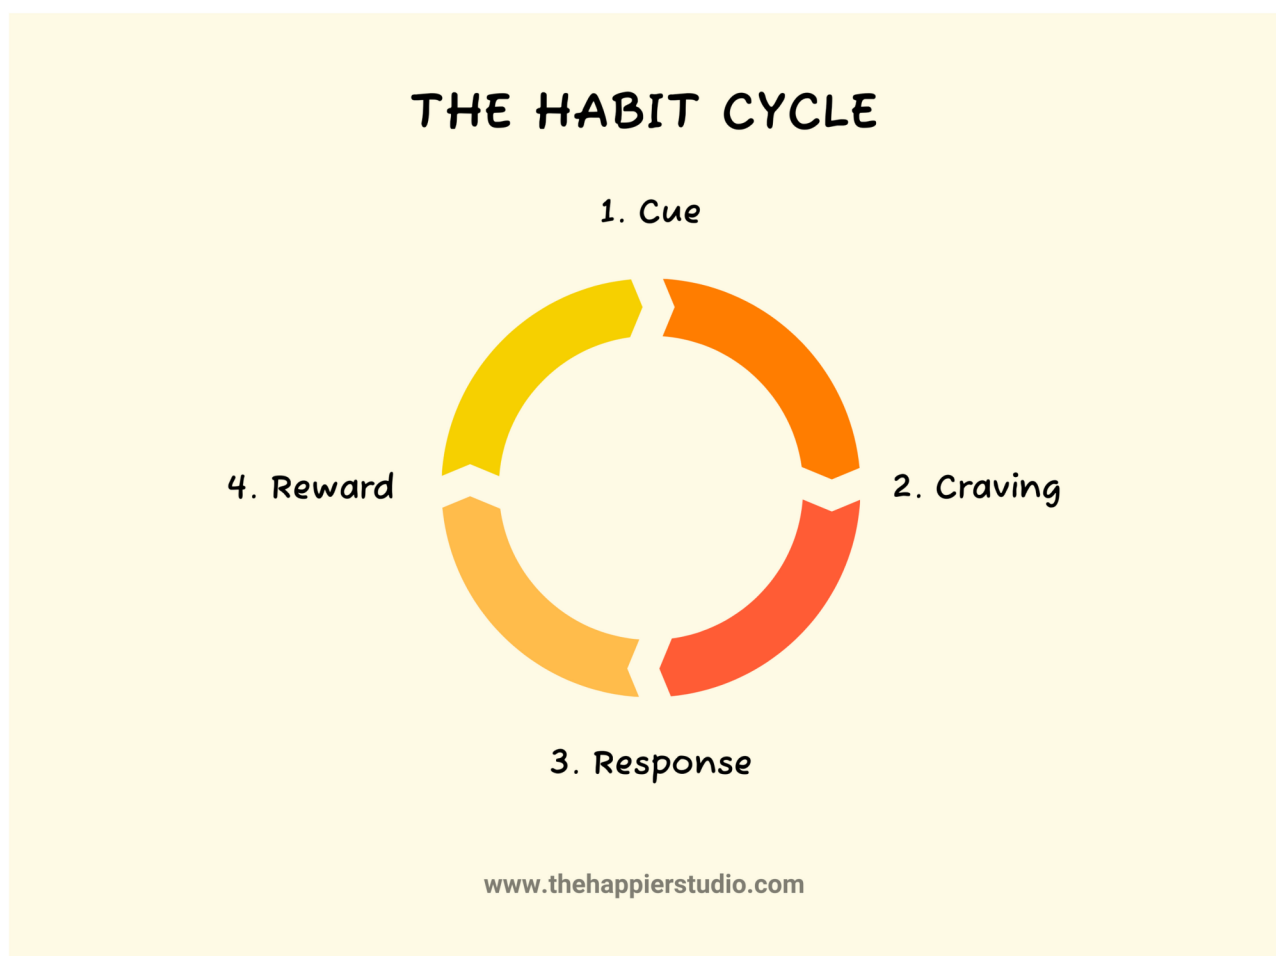 THE HABIT CYCLE
1. Cue
2. Craving
3. Response
4. Reward
www.thehappierstudio.com